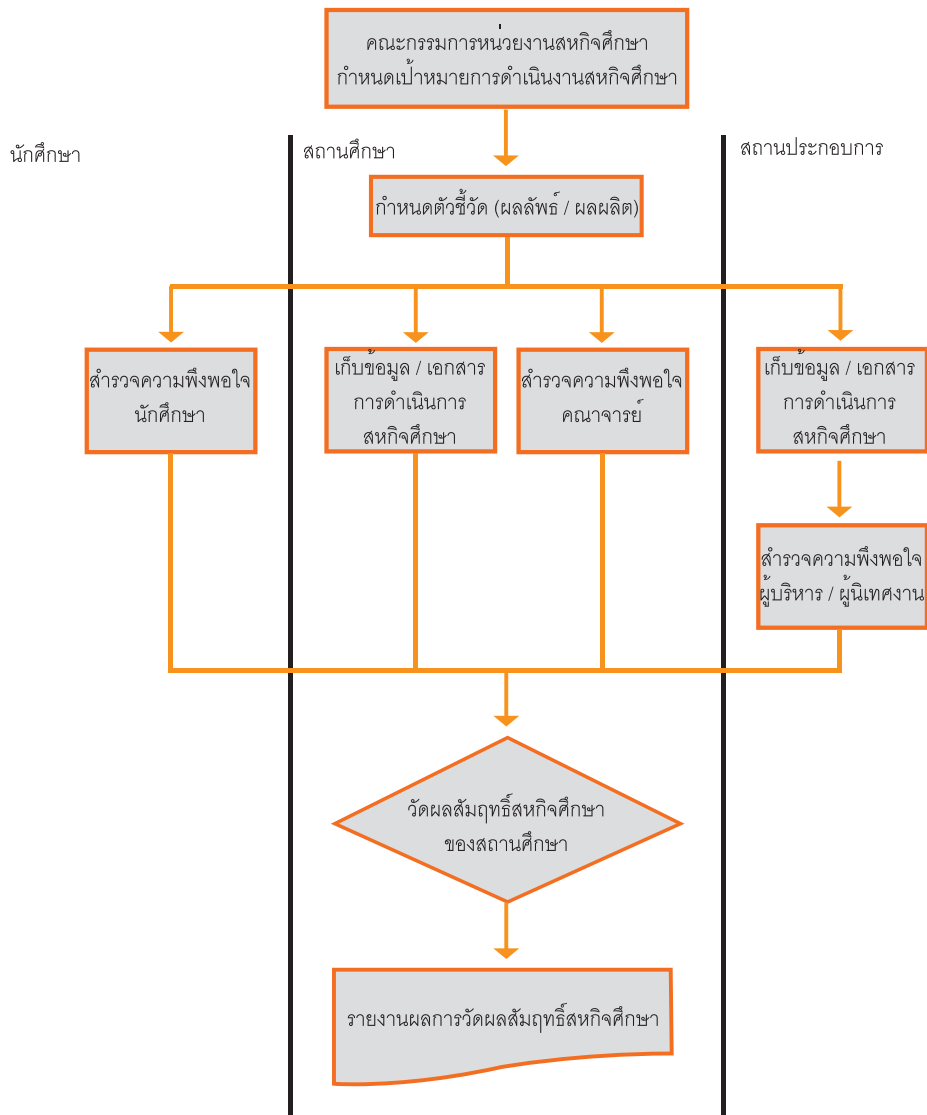 คณะกรรมการหน่วยงานสหกิจศึกษา
กำหนดเป้าหมายการดำเนินงานสหกิจศึกษา
นักศึกษา
สถานศึกษา
สถานประกอบการ
กำหนดตัวชี้วัด (ผลลัพธ์ / ผลผลิต)
สำรวจความพึงพอใจ
นักศึกษา
เก็บข้อมูล / เอกสาร
การดำเนินการ
สหกิจศึกษา
สำรวจความพึงพอใจ
คณาจารย์
เก็บข้อมูล / เอกสาร
การดำเนินการ
สหกิจศึกษา
สำรวจความพึงพอใจ
ผู้บริหาร / ผู้นิเทศงาน
วัดผลสัมฤทธิ์สหกิจศึกษา
ของสถานศึกษา
รายงานผลการวัดผลสัมฤทธิ์สหกิจศึกษา